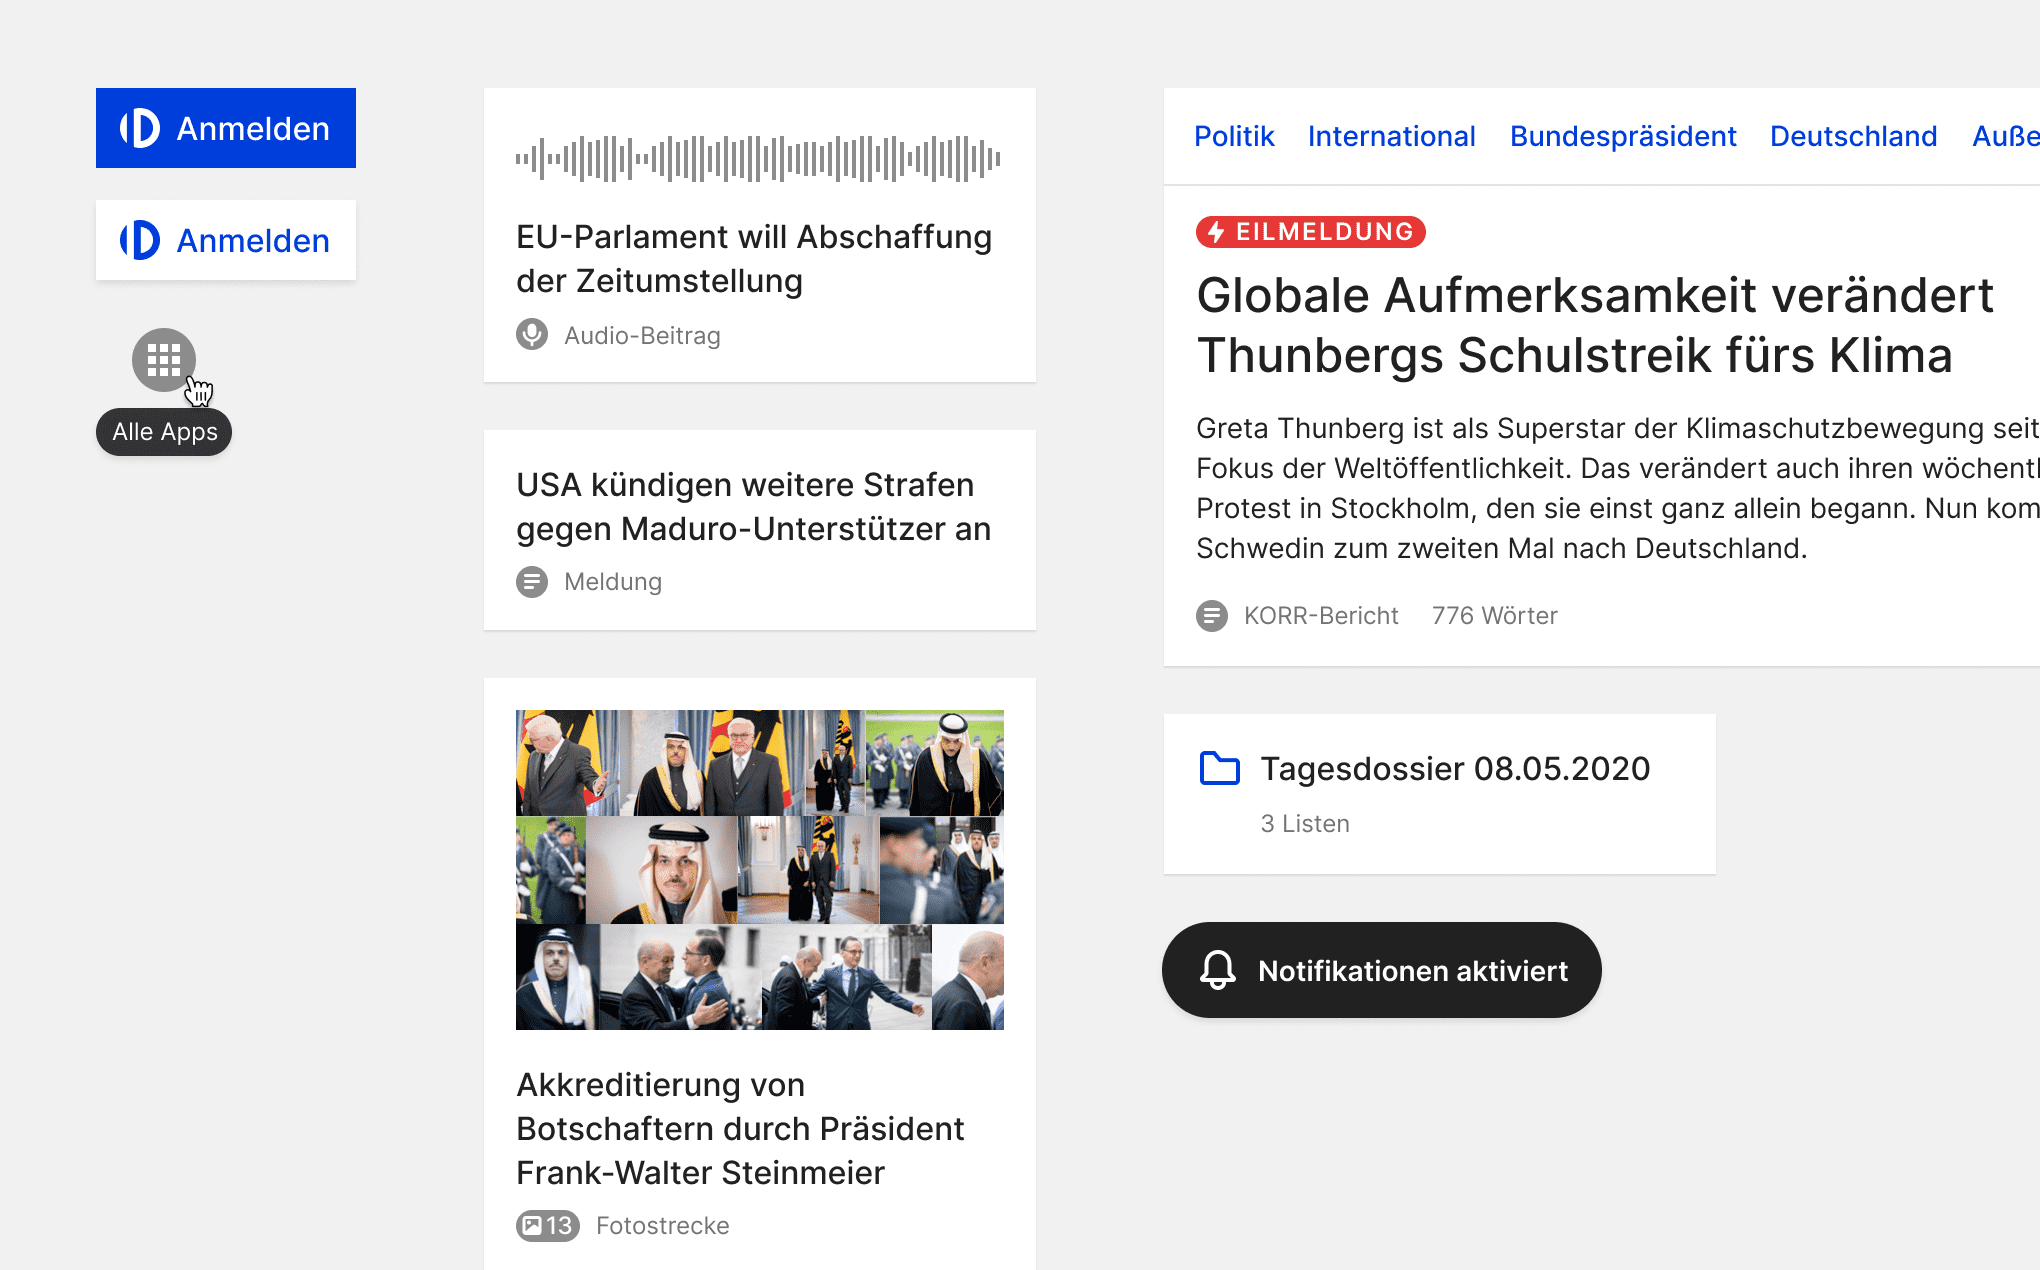 Anmelden
Anmelden
Alle Apps
EU-Parlament will Abschaffung
der Zeitumstellung
Audio-Beitrag
USA kündigen weitere Strafen
gegen Maduro-Unterstützer an
Meldung
Akkreditierung von
Botschaftern durch Präsident
Frank-Walter Steinmeier
13 Fotostrecke
Politik International Bundespräsident Deutschland Auße
EILMELDUNG
Globale Aufmerksamkeit verändert
Thunbergs Schulstreik fürs Klima
Greta Thunberg ist als Superstar der Klimaschutzbewegung seit
Fokus der Weltöffentlichkeit. Das verändert auch ihren wöchentl
Protest in Stockholm, den sie einst ganz allein begann. Nun kom
Schwedin zum zweiten Mal nach Deutschland.
KORR-Bericht 776 Wörter
Tagesdossier 08.05.2020
3 Listen
Notifikationen aktiviert